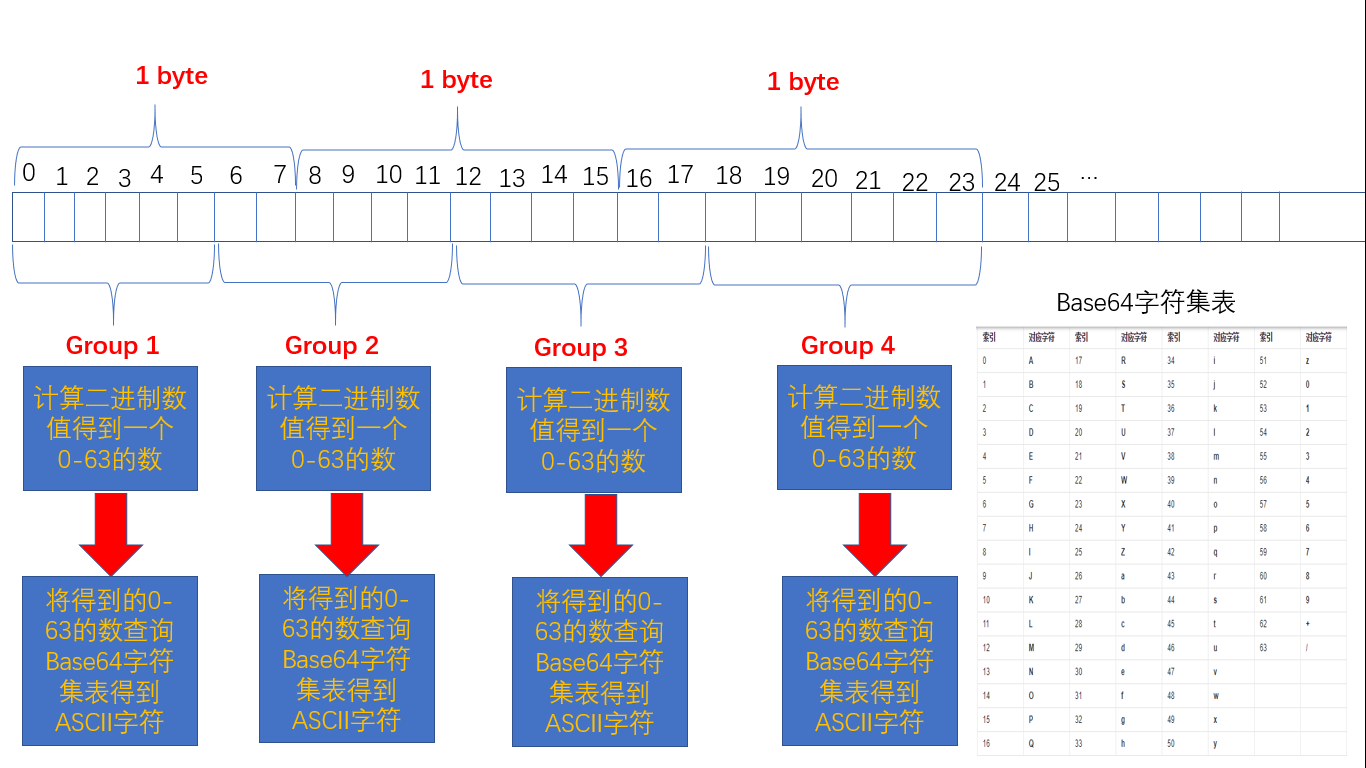 1 byte
1 byte
1 byte
0 1 2 3 4 5 6 7 8 9 10 11 12 13 14 15 16 17 18 19 20 21 22 23 24 25 ...
Group 1
Group 2
Group 3
Group 4
计算二进制数
值得到一个
0-63的数
计算二进制数
值得到一个
0-63的数
计算二进制数
值得到一个
0-63的数
计算二进制数
值得到一个
0-63的数
将得到的0-
63的数查询
Base64字符
集表得到
ASCII字符
将得到的0-
63的数查询
Base64字符
集表得到
ASCII字符
将得到的0-
63的数查询
Base64字符
集表得到
ASCII字符
将得到的0-
63的数查询
Base64字符
集表得到
ASCII字符
Base64字符集表
索引 对应字符 索引 对应字符 索引 对应字符 索引 对应字符
0 A 17 R 34 i 51 z
1 B 18 S 35 j 52 0
2 C 19 T 36 k 53 1
3 D 20 U 37 l 54 2
4 E 21 V 38 m 55 3
5 F 22 W 39 n 56 4
6 G 23 X 40 o 57 5
7 H 24 Y 41 p 58 6
8 I 25 Z 42 q 59 7
9 J 26 a 43 r 60 8
10 K 27 b 44 s 61 9
11 L 28 c 45 t 62 +
12 M 29 d 46 u 63 /
13 N 30 e 47 v
14 O 31 f 48 w
15 P 32 g 49 x
16 Q 33 h 50 y